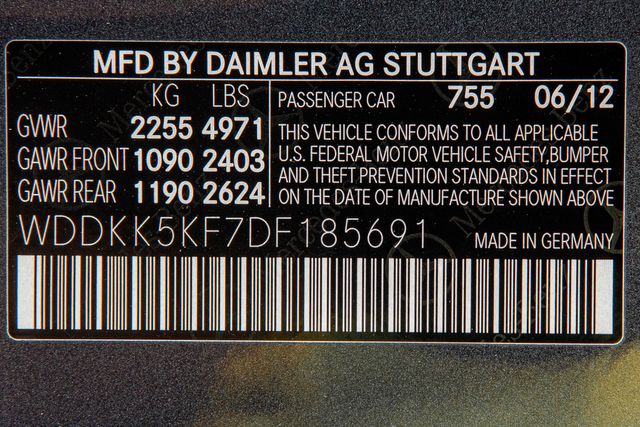 MFD BY DAIMLER AG STUTTGART
KG LBS
GVWR 2255 4971
GAWR FRONT 1090 2403
GAWR REAR 1190 2624
PASSENGER CAR 755 06/12
THIS VEHICLE CONFORMS TO ALL APPLICABLE
U.S. FEDERAL MOTOR VEHICLE SAFETY,BUMPER
AND THEFT PREVENTION STANDARDS IN EFFECT
ON THE DATE OF MANUFACTURE SHOWN ABOVE
WDDKK5KF7DF185691
MADE IN GERMANY